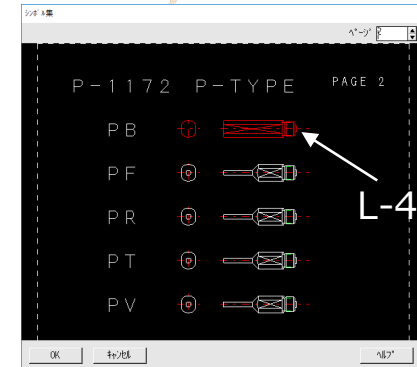 シンボル集
ページ 2
P-1172 P-TYPE PAGE 2
PB
PF
L-4
PR
PT
PV
OK キャンセル ヘルプ